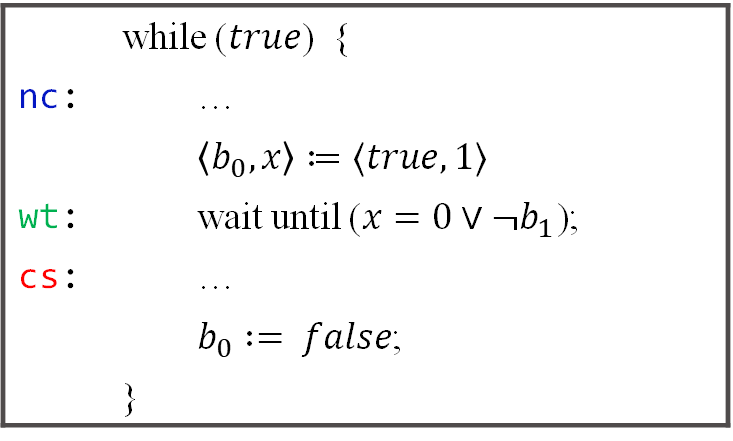 while (true) {
nc: ...
⟨b₀, x⟩ := ⟨true, 1⟩
wt: wait until (x = 0 ∨ ¬b₁);
cs: ...
b₀ := false;
}